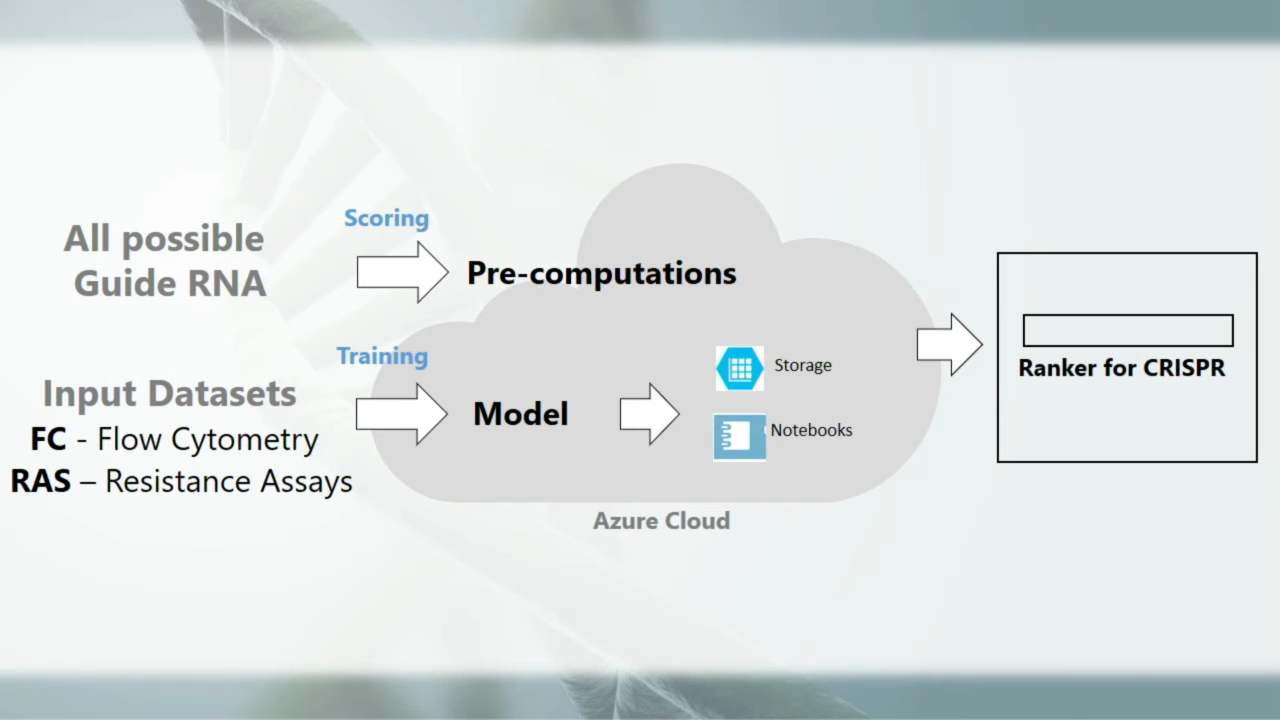 Scoring
All possible
Guide RNA
Pre-computations
Training
Input Datasets
FC - Flow Cytometry
RAS – Resistance Assays
Model
Storage
Notebooks
Azure Cloud
Ranker for CRISPR